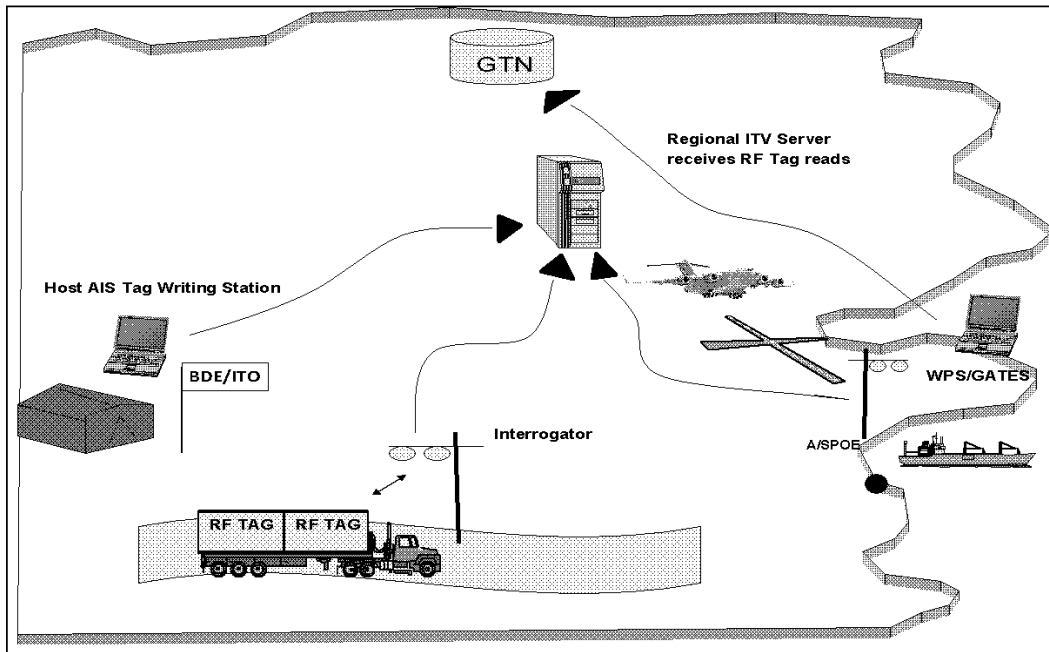 GTN
Regional ITV Server
receives RF Tag reads
Host AIS Tag Writing Station
BDE/ITO
WPS/GATES
Interrogator
A/SPOE
RF TAG RF TAG